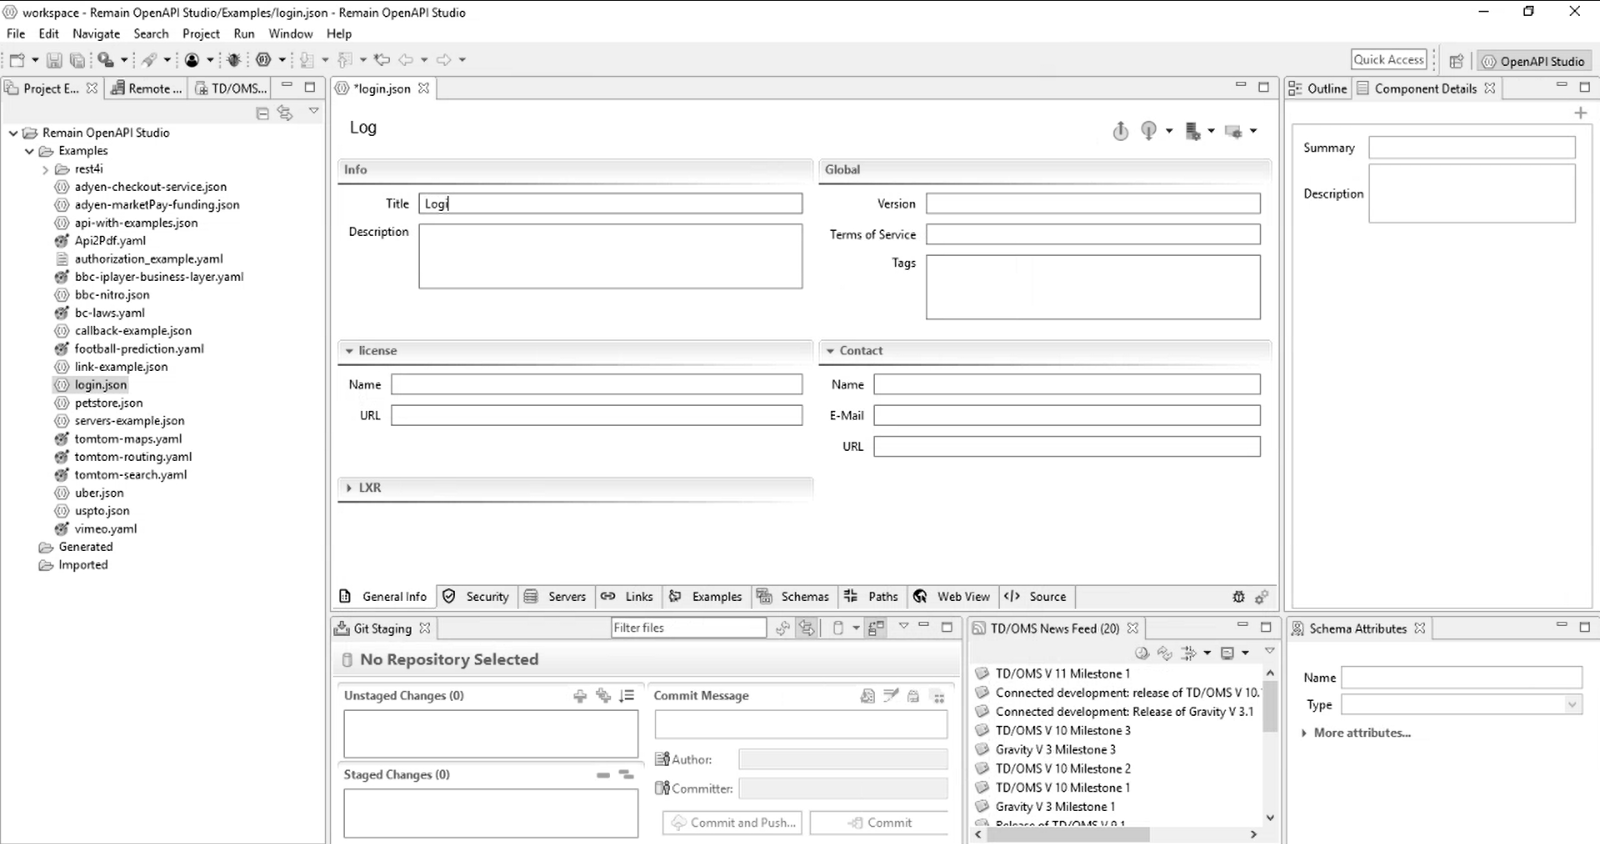 workspace - Remain OpenAPI Studio/Examples/login.json - Remain OpenAPI Studio
File Edit Navigate Search Project Run Window Help
Quick Access OpenAPI Studio
Project E... Remote ... TD/OMS...
Remain OpenAPI Studio
Examples
rest4i
adyen-checkout-service.json
adyen-marketPay-funding.json
api-with-examples.json
Api2Pdf.yaml
authorization_example.yaml
bbc-iplayer-business-layer.yaml
bbc-nitro.json
bc-laws.yaml
callback-example.json
football-prediction.yaml
link-example.json
login.json
petstore.json
servers-example.json
tomtom-maps.yaml
tomtom-routing.yaml
tomtom-search.yaml
uber.json
uspto.json
vimeo.yaml
Generated
Imported
*login.json
Log
Info
Title Logi
Description
Global
Version
Terms of Service
Tags
license
Name
URL
Contact
Name
E-Mail
URL
LXR
General Info Security Servers Links Examples Schemas Paths Web View Source
Outline Component Details
Summary
Description
Git Staging Filter files
No Repository Selected
Unstaged Changes (0)
Staged Changes (0)
Commit Message
Author:
Committer:
Commit and Push... Commit
TD/OMS News Feed (20)
TD/OMS V 11 Milestone 1
Connected development: release of TD/OMS V 10.
Connected development: Release of Gravity V 3.1
TD/OMS V 10 Milestone 3
Gravity V 3 Milestone 3
TD/OMS V 10 Milestone 2
TD/OMS V 10 Milestone 1
Gravity V 3 Milestone 1
Release of TD/OMS V 9.1
Schema Attributes
Name
Type
More attributes...